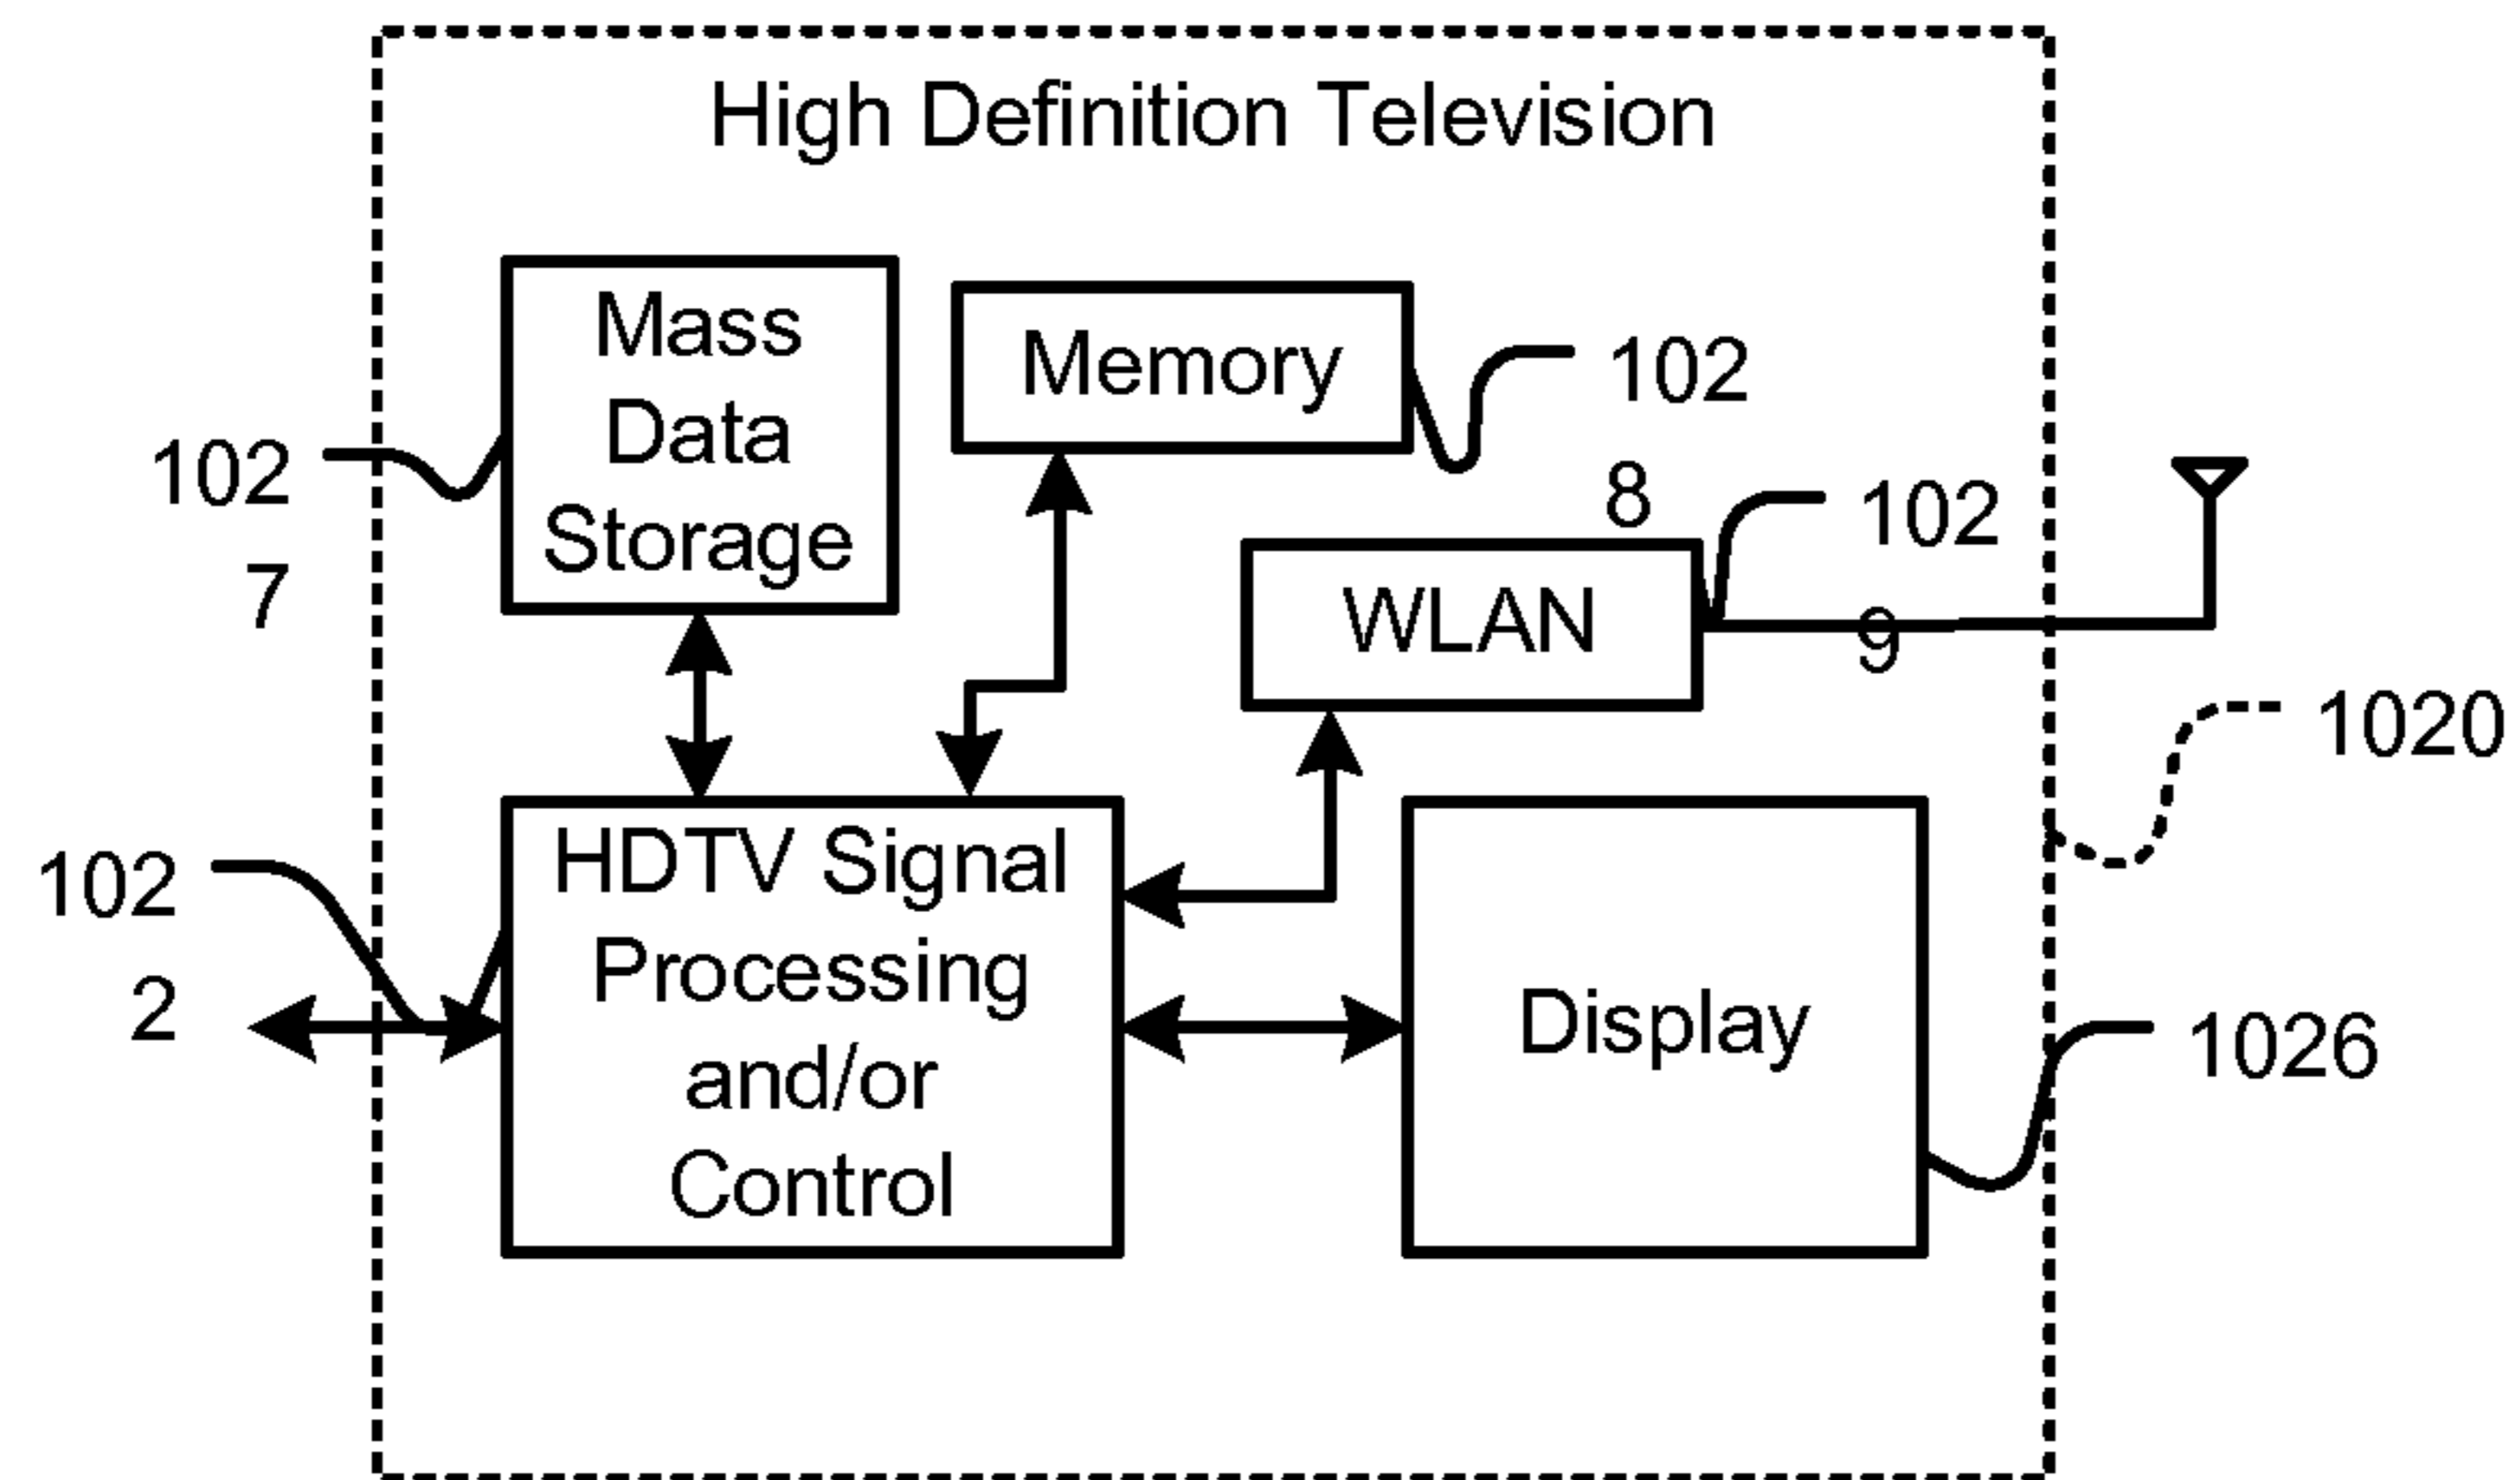 High Definition Television
Mass
Data
Storage
Memory
102
8
102
7
WLAN
102
9
1020
HDTV Signal
Processing
and/or
Control
102
2
Display
1026